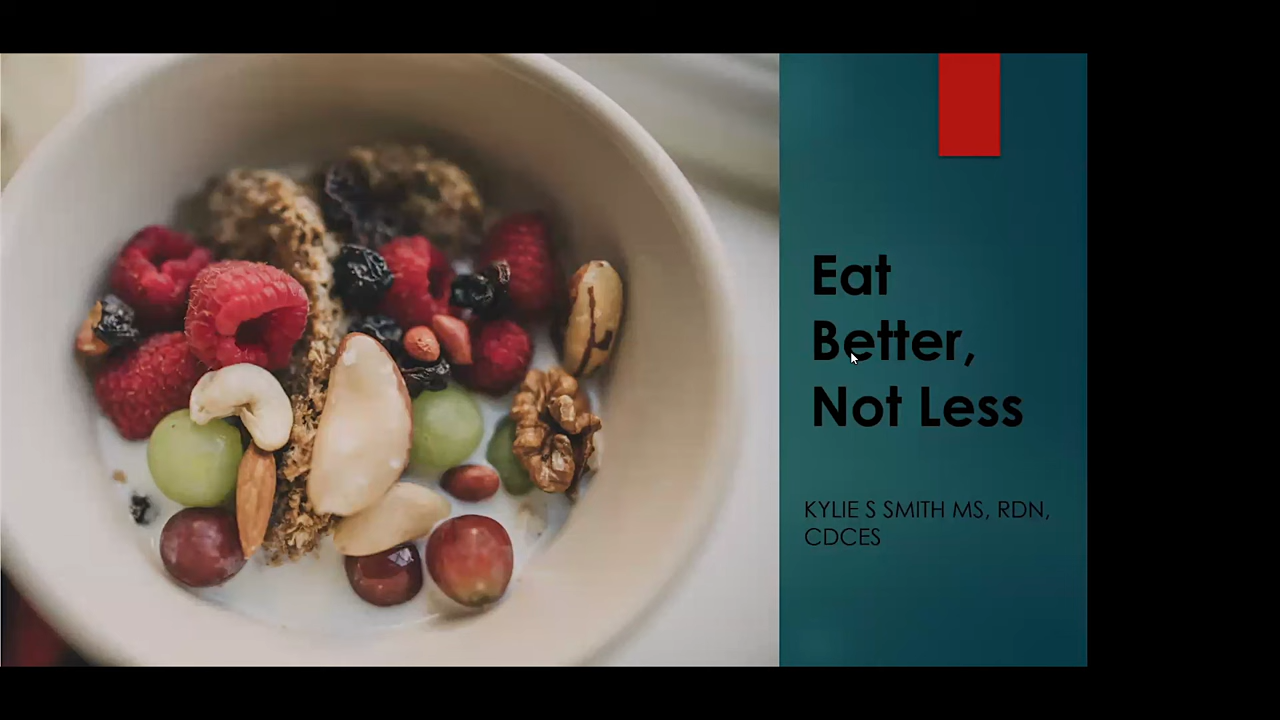 Eat
Better,
Not Less
KYLIE S SMITH MS, RDN,
CDCES